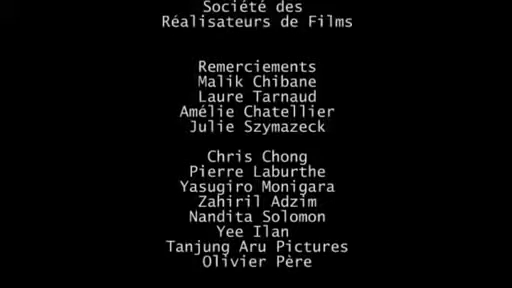 Société des
Réalisateurs de Films
Remerciements
Malik Chibane
Laure Tarnaud
Amélie Chatellier
Julie Szymazeck
Chris Chong
Pierre Laburthe
Yasugiro Monigara
Zahiril Adzim
Nandita Solomon
Yee Ilan
Tanjung Aru Pictures
Olivier Père